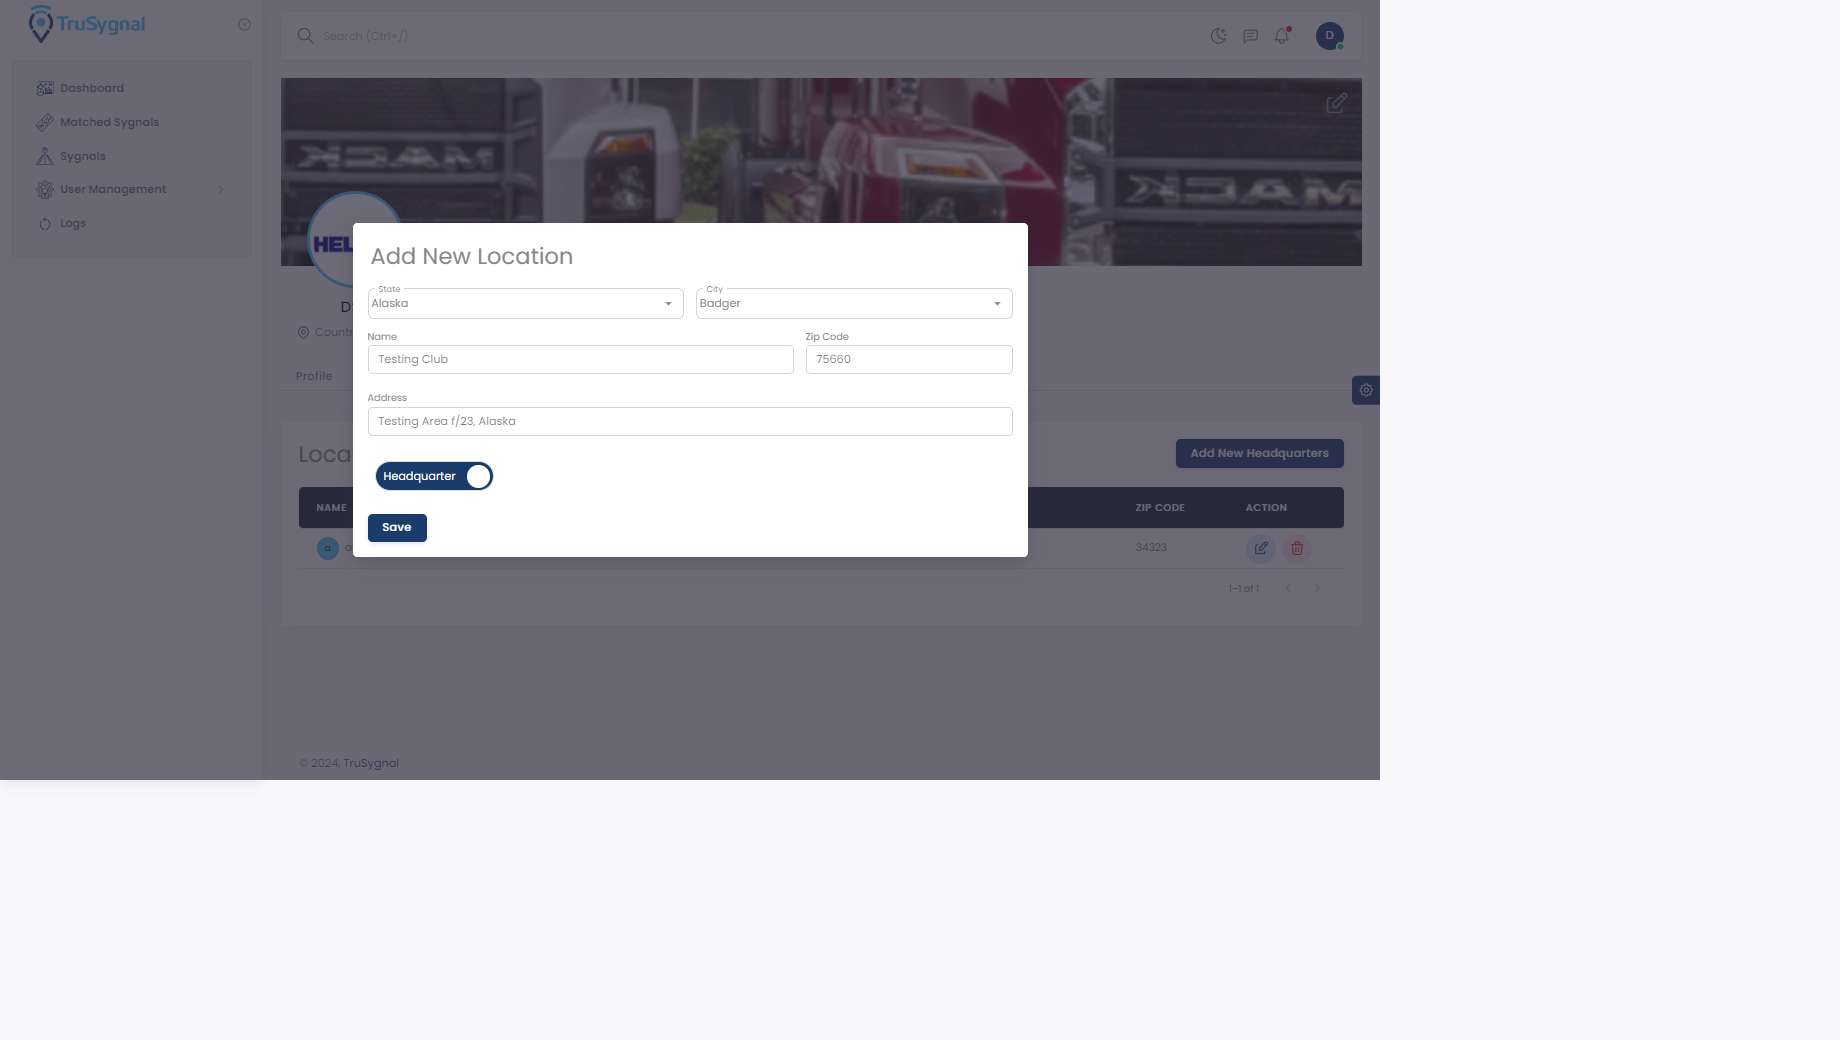 TruSygnal
Search (Ctrl+/)
D
Dashboard
Matched Sygnals
Sygnals
User Management
Logs
MACK
MACK
HEL
Add New Location
State
Alaska
City
Badger
Name
Testing Club
Zip Code
75660
Address
Testing Area f/23, Alaska
Headquarter
Save
Profile
Add New Headquarters
NAME
ZIP CODE
ACTION
a
34323
1–1 of 1
© 2024, TruSygnal